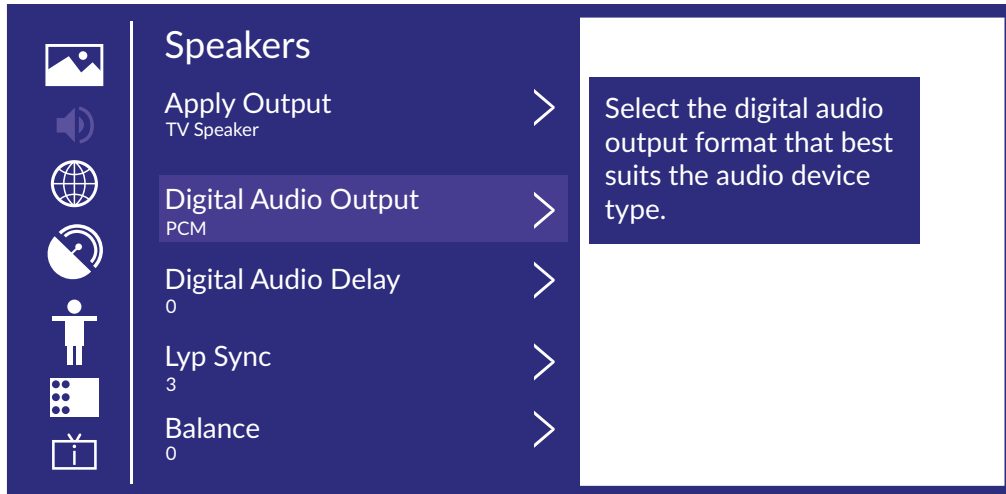 Speakers
Apply Output
TV Speaker
Digital Audio Output
PCM
Digital Audio Delay
0
Lyp Sync
3
Balance
0
Select the digital audio
output format that best
suits the audio device
type.